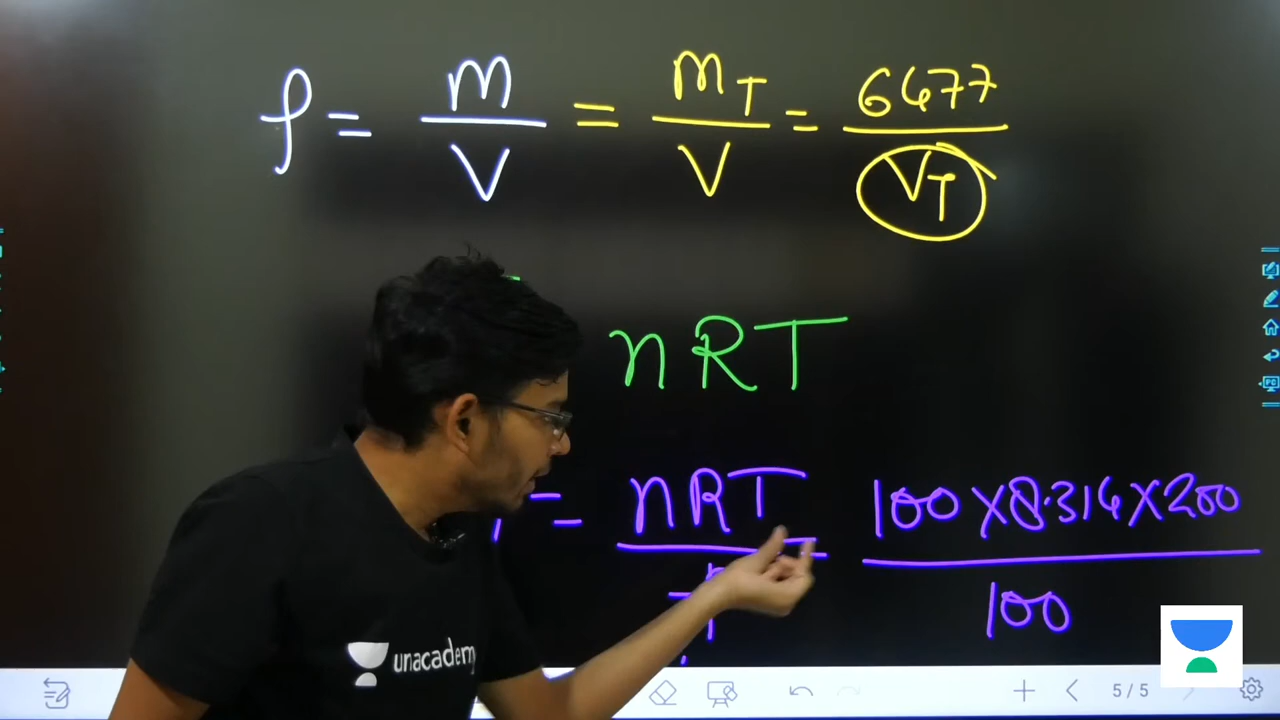 ρ = m/V = m_T/V = 6477/V_T
nRT
= nRT/P 100×8.314×200/100
unacademy
5 / 5